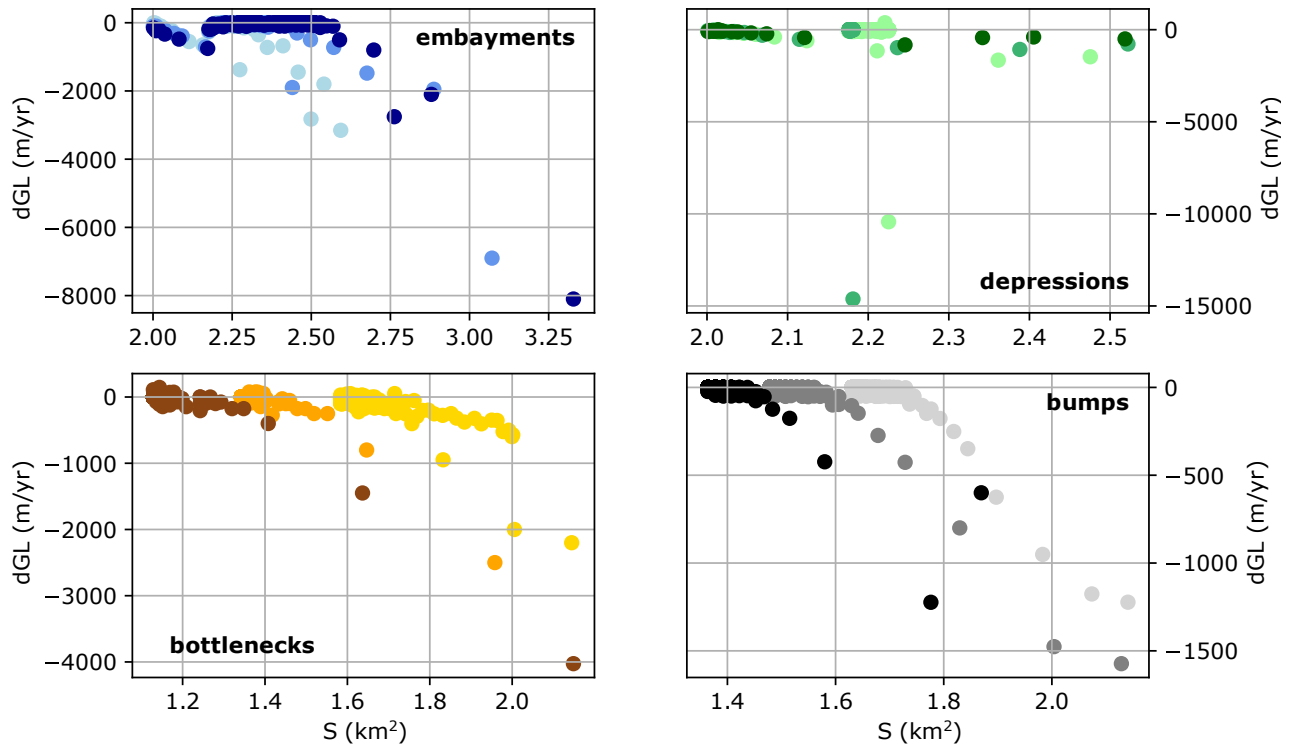 0
−2000
−4000
−6000
−8000
dGL (m/yr)
embayments
2.00 2.25 2.50 2.75 3.00 3.25
0
−5000
−10000
−15000
dGL (m/yr)
depressions
2.0 2.1 2.2 2.3 2.4 2.5
0
−1000
−2000
−3000
−4000
dGL (m/yr)
bottlenecks
1.2 1.4 1.6 1.8 2.0
S (km²)
0
−500
−1000
−1500
dGL (m/yr)
bumps
1.4 1.6 1.8 2.0
S (km²)